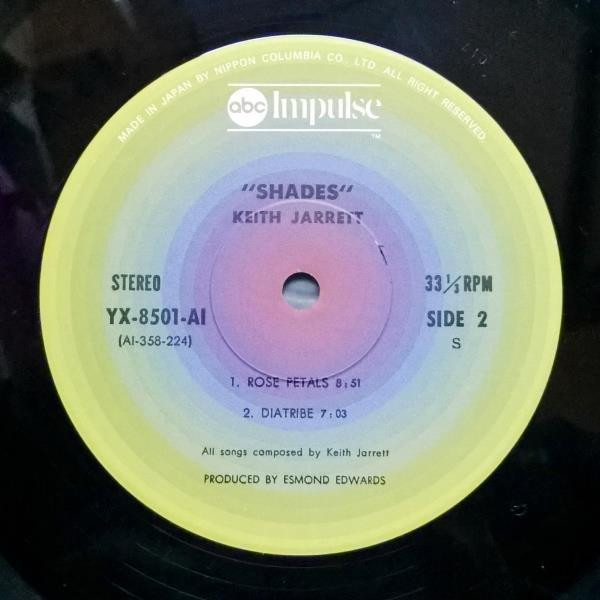 MADE IN JAPAN BY NIPPON COLUMBIA CO., LTD. ALL RIGHT RESERVED
abc Impulse
TM
"SHADES"
KEITH JARRETT
STEREO 33 1/3 RPM
YX-8501-AI SIDE 2
(AI-358-224) S
1. ROSE PETALS 8:51
2. DIATRIBE 7:03
All songs composed by Keith Jarrett
PRODUCED BY ESMOND EDWARDS